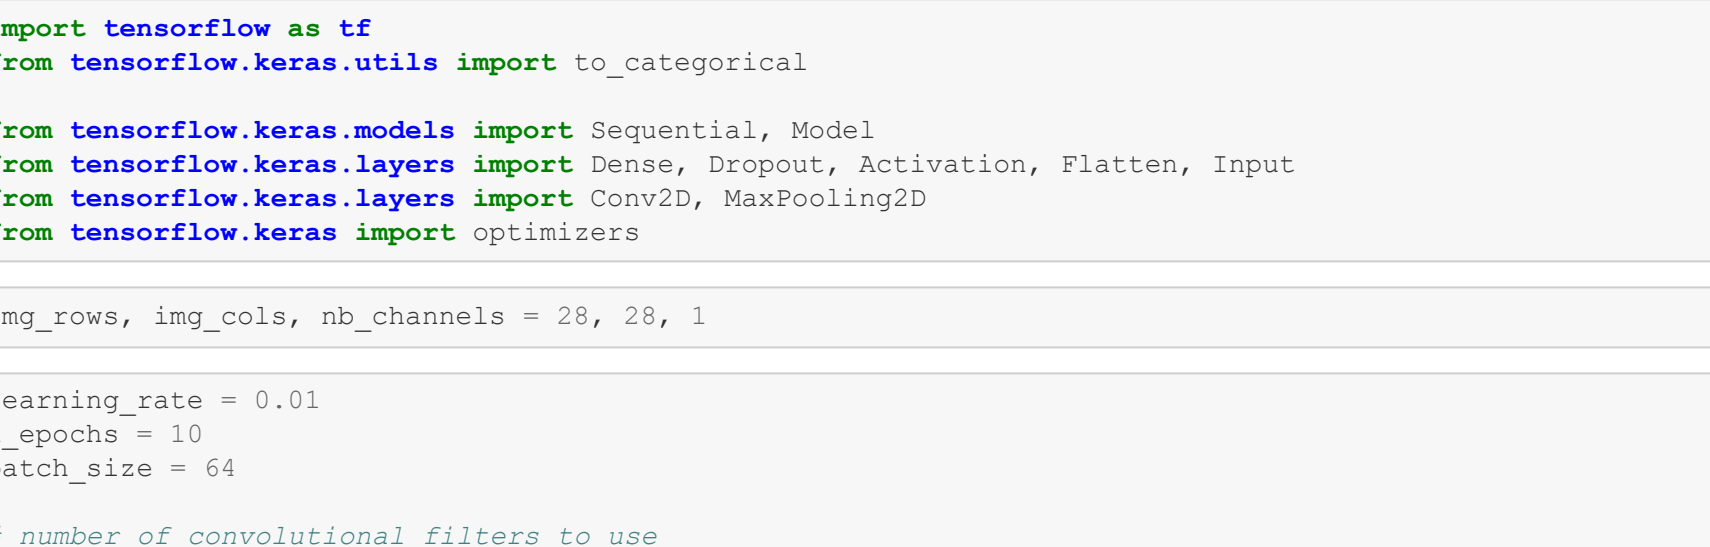 mport tensorflow as tf
rom tensorflow.keras.utils import to_categorical
rom tensorflow.keras.models import Sequential, Model
rom tensorflow.keras.layers import Dense, Dropout, Activation, Flatten, Input
rom tensorflow.keras.layers import Conv2D, MaxPooling2D
rom tensorflow.keras import optimizers
mg_rows, img_cols, nb_channels = 28, 28, 1
earning_rate = 0.01
_epochs = 10
atch_size = 64
number of convolutional filters to use